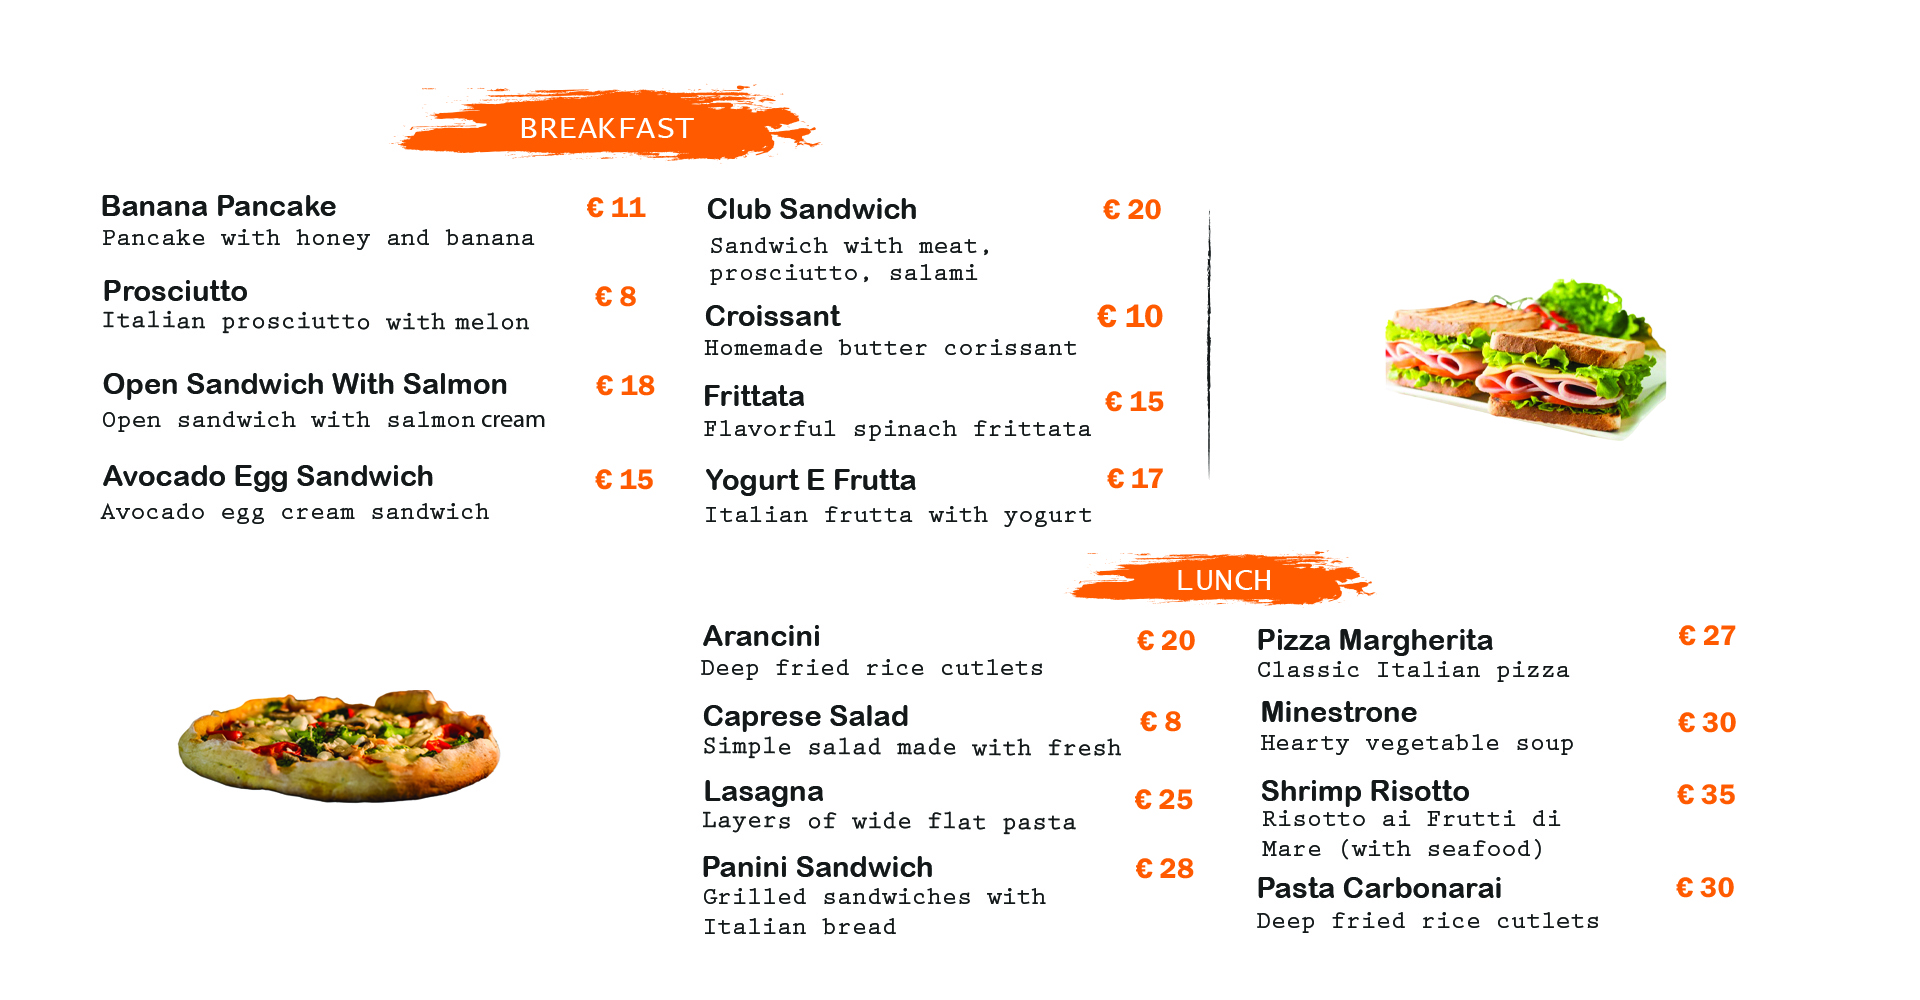 BREAKFAST
Banana Pancake € 11
Pancake with honey and banana
Prosciutto € 8
Italian prosciutto with melon
Open Sandwich With Salmon € 18
Open sandwich with salmon cream
Avocado Egg Sandwich € 15
Avocado egg cream sandwich
Club Sandwich € 20
Sandwich with meat,
prosciutto, salami
Croissant € 10
Homemade butter corissant
Frittata € 15
Flavorful spinach frittata
Yogurt E Frutta € 17
Italian frutta with yogurt
LUNCH
Arancini € 20
Deep fried rice cutlets
Caprese Salad € 8
Simple salad made with fresh
Lasagna € 25
Layers of wide flat pasta
Panini Sandwich € 28
Grilled sandwiches with
Italian bread
Pizza Margherita € 27
Classic Italian pizza
Minestrone € 30
Hearty vegetable soup
Shrimp Risotto € 35
Risotto ai Frutti di
Mare (with seafood)
Pasta Carbonarai € 30
Deep fried rice cutlets